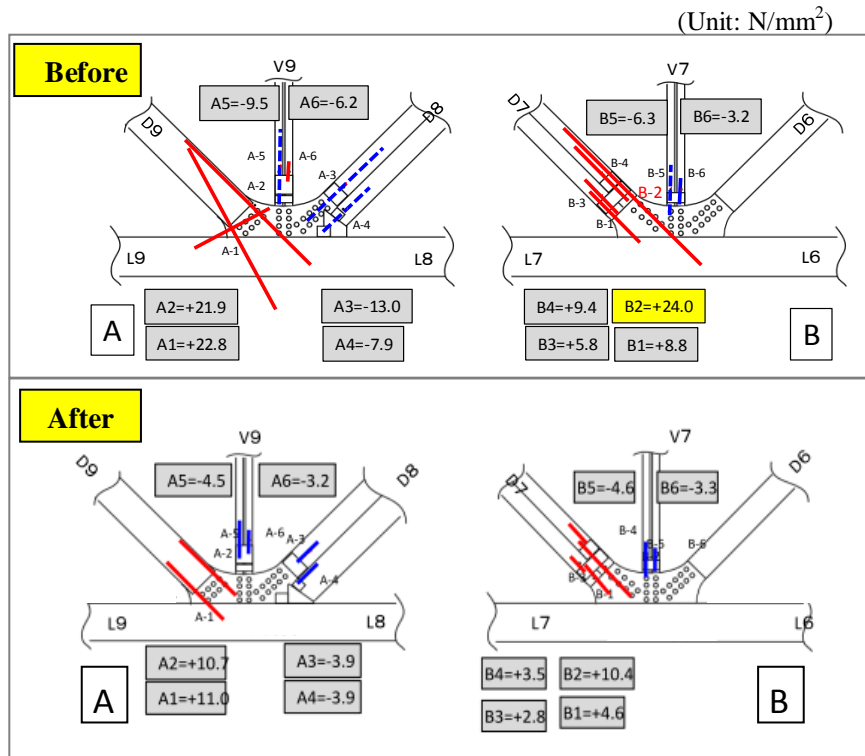 (Unit: N/mm²)
Before
V9
A5=-9.5
A6=-6.2
D9
D8
A-5
A-6
A-2
A-3
A-4
A-1
L9
L8
A
A2=+21.9
A3=-13.0
A1=+22.8
A4=-7.9
V7
B5=-6.3
B6=-3.2
D7
D6
B-4
B-5
B-6
B-2
B-3
B-1
L7
L6
B4=+9.4
B2=+24.0
B3=+5.8
B1=+8.8
B
After
V9
A5=-4.5
A6=-3.2
D9
D8
A-5
A-6
A-2
A-3
A-4
A-1
L9
L8
A
A2=+10.7
A3=-3.9
A1=+11.0
A4=-3.9
V7
B5=-4.6
B6=-3.3
D7
D6
B-4
B-5
B-6
B-1
L7
L6
B4=+3.5
B2=+10.4
B3=+2.8
B1=+4.6
B